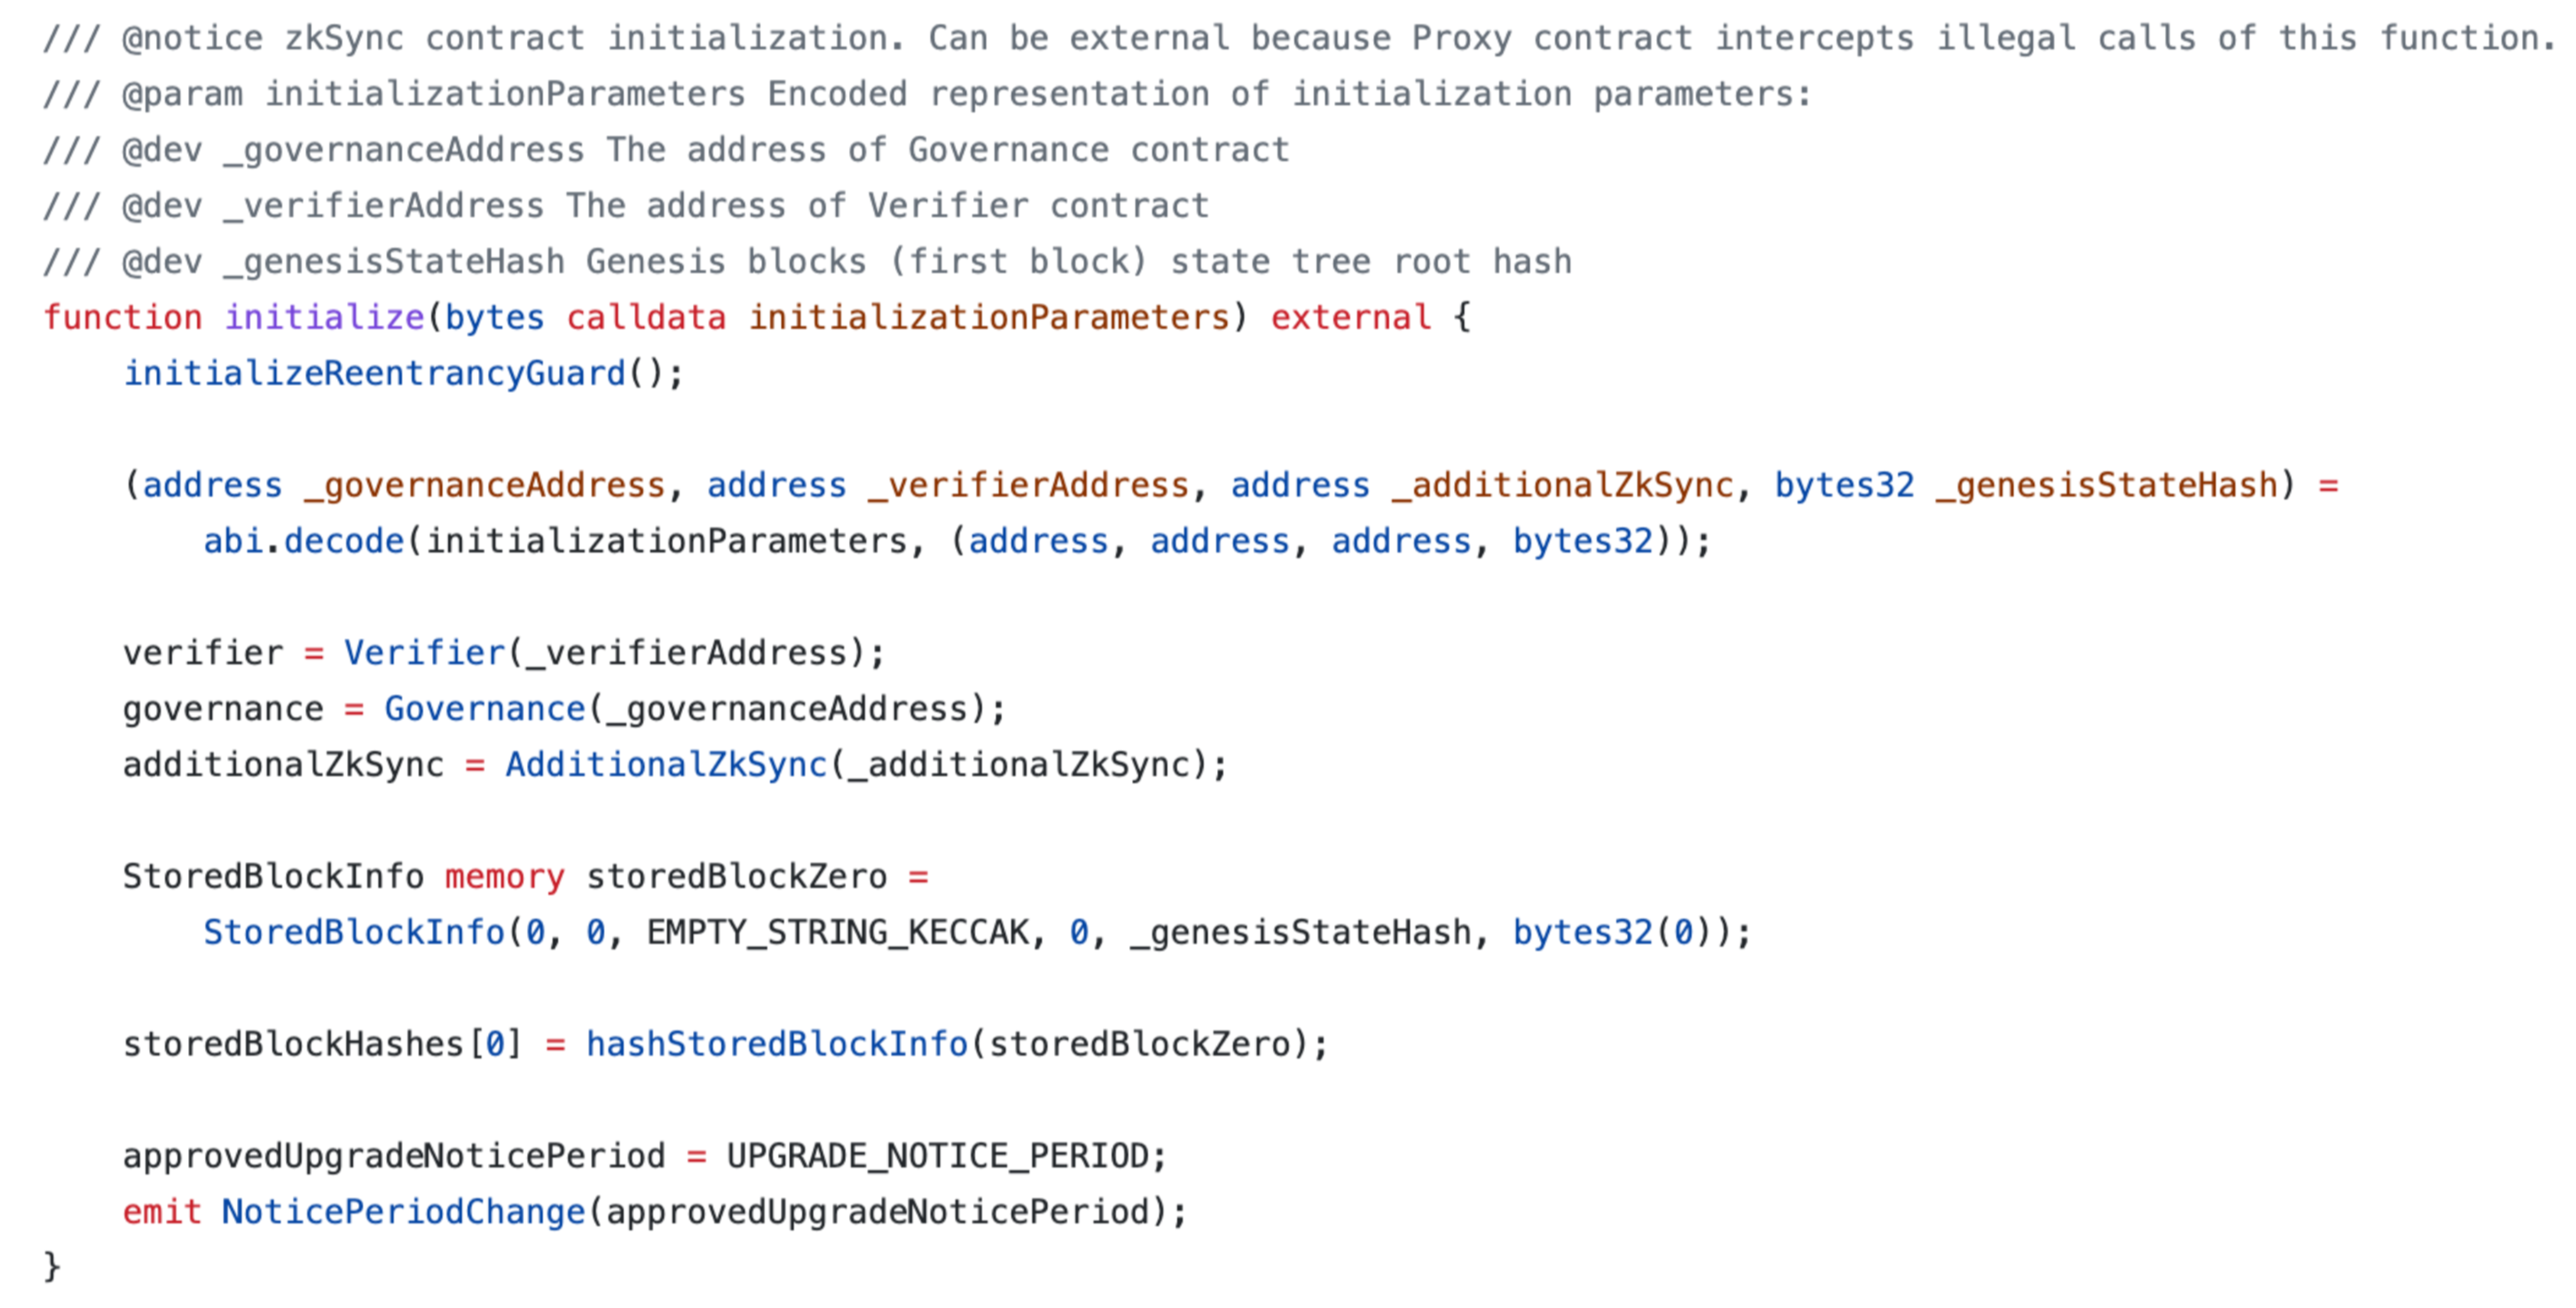 /// @notice zkSync contract initialization. Can be external because Proxy contract intercepts illegal calls of this function.
/// @param initializationParameters Encoded representation of initialization parameters:
/// @dev _governanceAddress The address of Governance contract
/// @dev _verifierAddress The address of Verifier contract
/// @dev _genesisStateHash Genesis blocks (first block) state tree root hash
function initialize(bytes calldata initializationParameters) external {
    initializeReentrancyGuard();

    (address _governanceAddress, address _verifierAddress, address _additionalZkSync, bytes32 _genesisStateHash) =
        abi.decode(initializationParameters, (address, address, address, bytes32));

    verifier = Verifier(_verifierAddress);
    governance = Governance(_governanceAddress);
    additionalZkSync = AdditionalZkSync(_additionalZkSync);

    StoredBlockInfo memory storedBlockZero =
        StoredBlockInfo(0, 0, EMPTY_STRING_KECCAK, 0, _genesisStateHash, bytes32(0));

    storedBlockHashes[0] = hashStoredBlockInfo(storedBlockZero);

    approvedUpgradeNoticePeriod = UPGRADE_NOTICE_PERIOD;
    emit NoticePeriodChange(approvedUpgradeNoticePeriod);
}